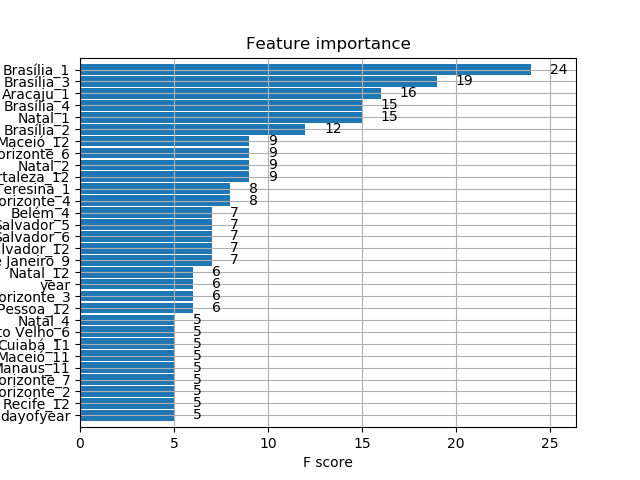 Feature importance
Brasília_1 24
Brasília_3 19
Aracaju_1 16
Brasília_4 15
Natal_1 15
Brasília_2 12
Maceió_12 9
orizonte_6 9
Natal_2 9
rtaleza_12 9
Teresina_1 8
orizonte_4 8
Belém_4 7
Salvador_5 7
Salvador_6 7
lvador_12 7
e Janeiro_9 7
Natal_12 6
year 6
orizonte_3 6
Pessoa_12 6
Natal_4 5
to Velho_6 5
Cuiabá_11 5
Maceió_11 5
Manaus_11 5
orizonte_7 5
orizonte_2 5
Recife_12 5
dayofyear 5
0 5 10 15 20 25
F score